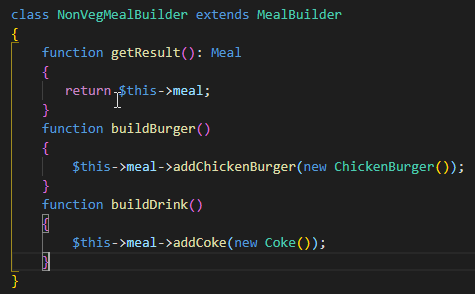 class NonVegMealBuilder extends MealBuilder
{
    function getResult(): Meal
    {
       return $this->meal;
    }
    function buildBurger()
    {
        $this->meal->addChickenBurger(new ChickenBurger());
    }
    function buildDrink()
    {
        $this->meal->addCoke(new Coke());
    }
}